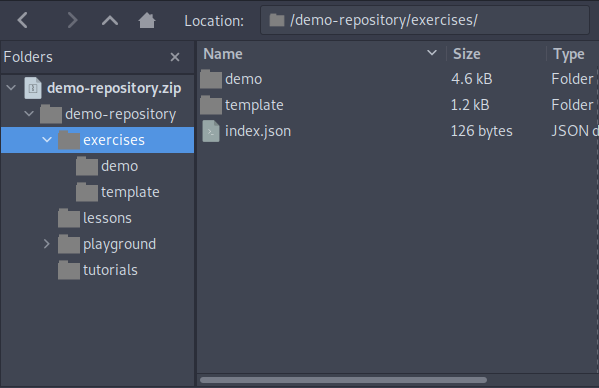 Location: /demo-repository/exercises/
Folders
demo-repository.zip
demo-repository
exercises
demo
template
lessons
playground
tutorials
Name Size Type
demo 4.6 kB Folder
template 1.2 kB Folder
index.json 126 bytes JSON d